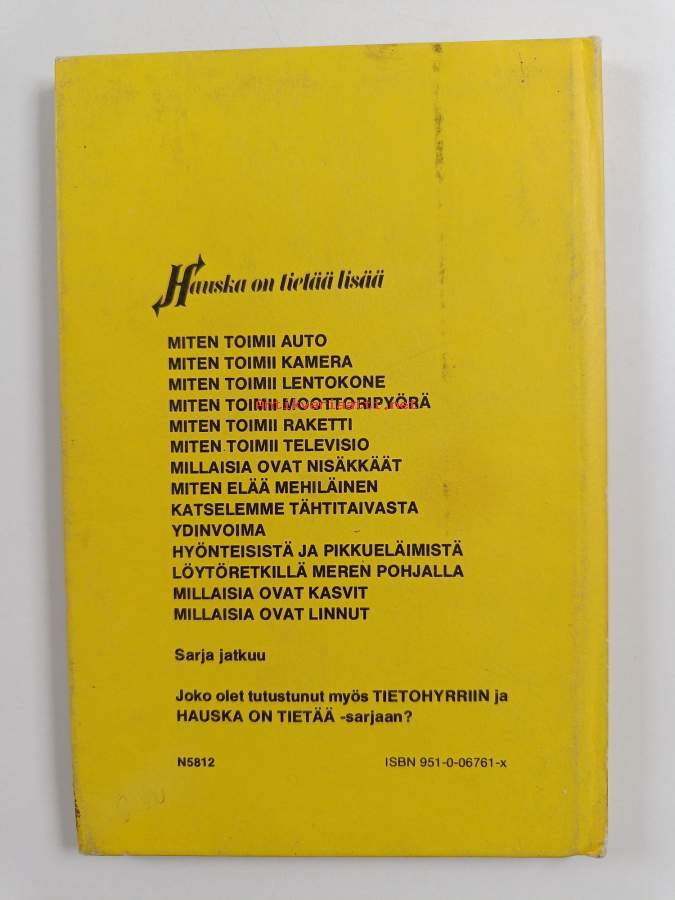 Hauska on tietää lisää
MITEN TOIMII AUTO
MITEN TOIMII KAMERA
MITEN TOIMII LENTOKONE
MITEN TOIMII MOOTTORIPYÖRÄ
Antikvariaatti.net
MITEN TOIMII RAKETTI
MITEN TOIMII TELEVISIO
MILLAISIA OVAT NISÄKKÄÄT
MITEN ELÄÄ MEHILÄINEN
KATSELEMME TÄHTITAIVASTA
YDINVOIMA
HYÖNTEISISTÄ JA PIKKUELÄIMISTÄ
LÖYTÖRETKILLÄ MEREN POHJALLA
MILLAISIA OVAT KASVIT
MILLAISIA OVAT LINNUT
Sarja jatkuu
Joko olet tutustunut myös TIETOHYRRIIN ja
HAUSKA ON TIETÄÄ -sarjaan?
N5812 ISBN 951-0-06761-x